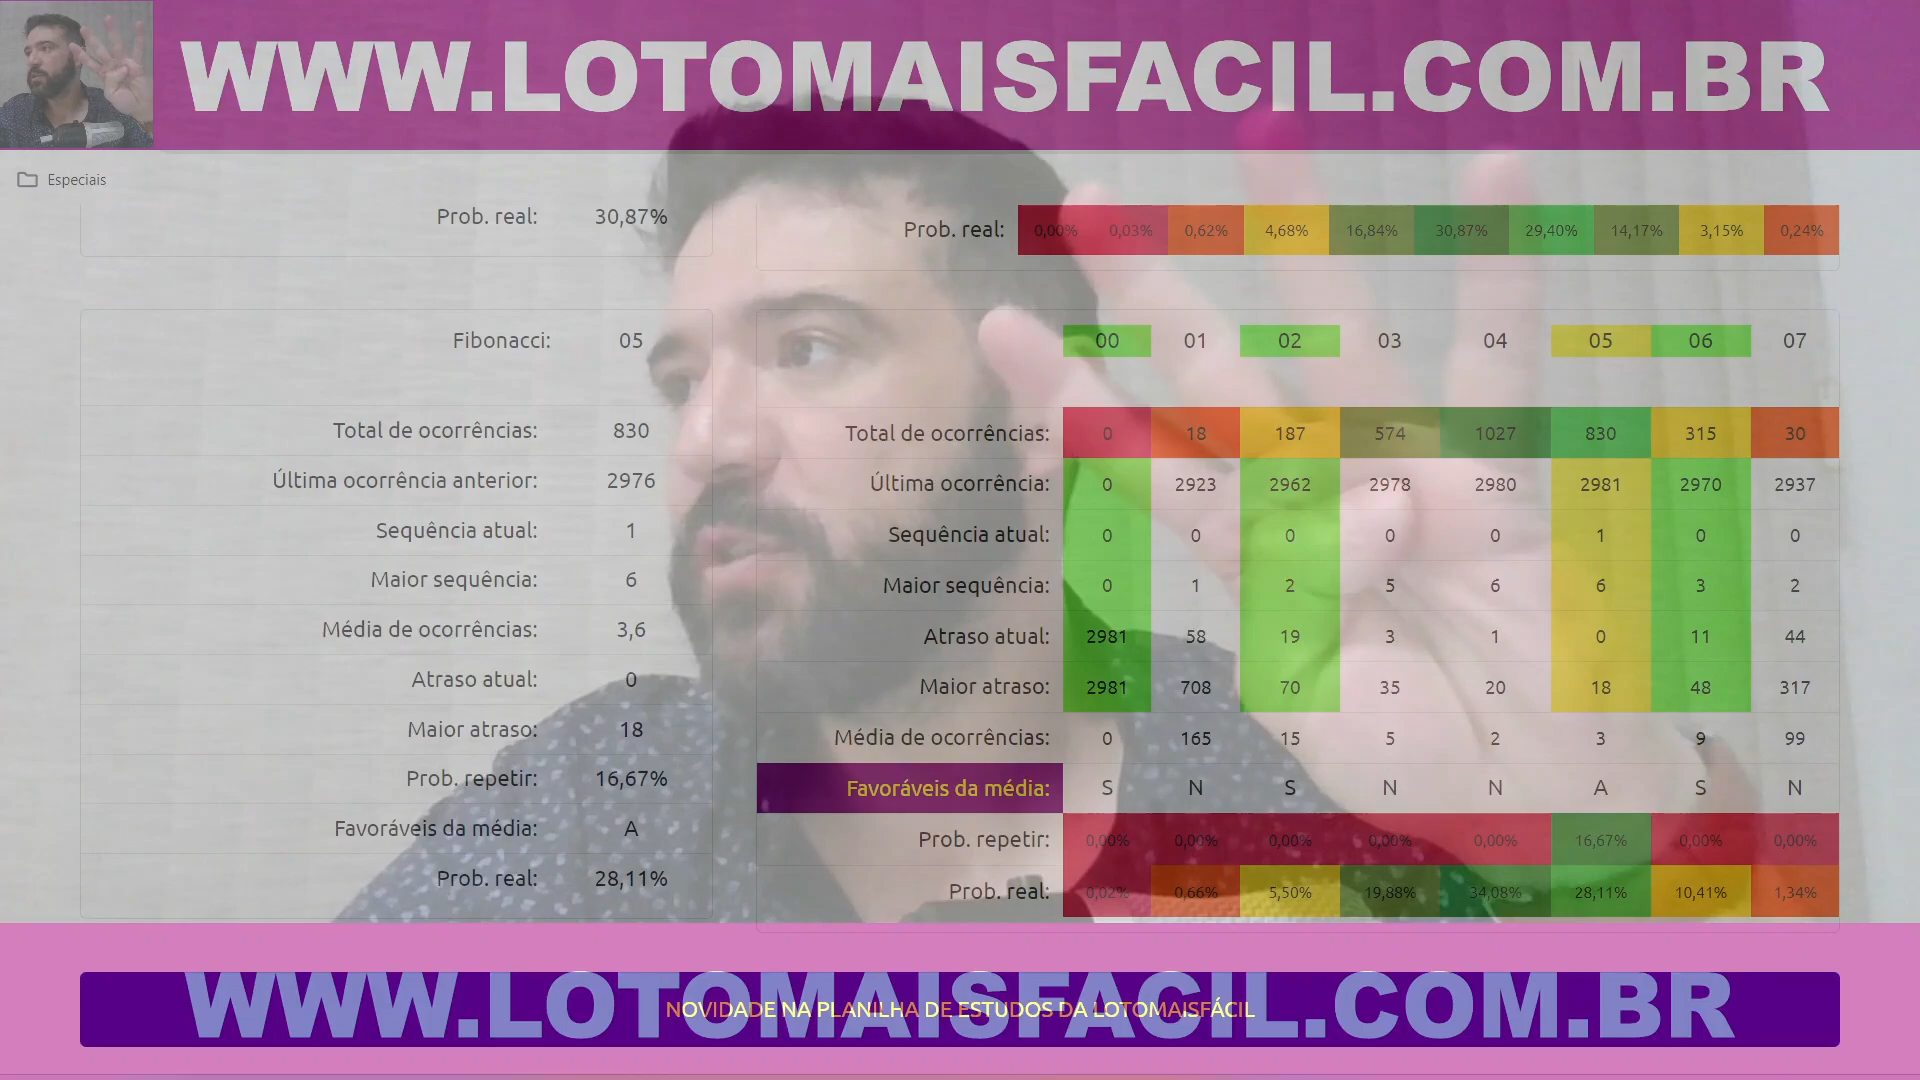 WWW.LOTOMAISFACIL.COM.BR
Especiais
Prob. real: 30,87%
Prob. real: 0,00% 0,03% 0,62% 4,68% 16,84% 30,87% 29,40% 14,17% 3,15% 0,24%
Fibonacci: 05
Total de ocorrências: 830
Última ocorrência anterior: 2976
Sequência atual: 1
Maior sequência: 6
Média de ocorrências: 3,6
Atraso atual: 0
Maior atraso: 18
Prob. repetir: 16,67%
Favoráveis da média: A
Prob. real: 28,11%
00 01 02 03 04 05 06 07
Total de ocorrências: 0 18 187 574 1027 830 315 30
Última ocorrência: 0 2923 2962 2978 2980 2981 2970 2937
Sequência atual: 0 0 0 0 0 1 0 0
Maior sequência: 0 1 2 5 6 6 3 2
Atraso atual: 2981 58 19 3 1 0 11 44
Maior atraso: 2981 708 70 35 20 18 48 317
Média de ocorrências: 0 165 15 5 2 3 9 99
Favoráveis da média: S N S N N A S N
Prob. repetir: 0,00% 0,00% 0,00% 0,00% 0,00% 16,67% 0,00% 0,00%
Prob. real: 0,02% 0,66% 5,50% 19,88% 34,08% 28,11% 10,41% 1,34%
WWW.LOTOMAISFACIL.COM.BR
NOVIDADE NA PLANILHA DE ESTUDOS DA LOTOMAISFÁCIL